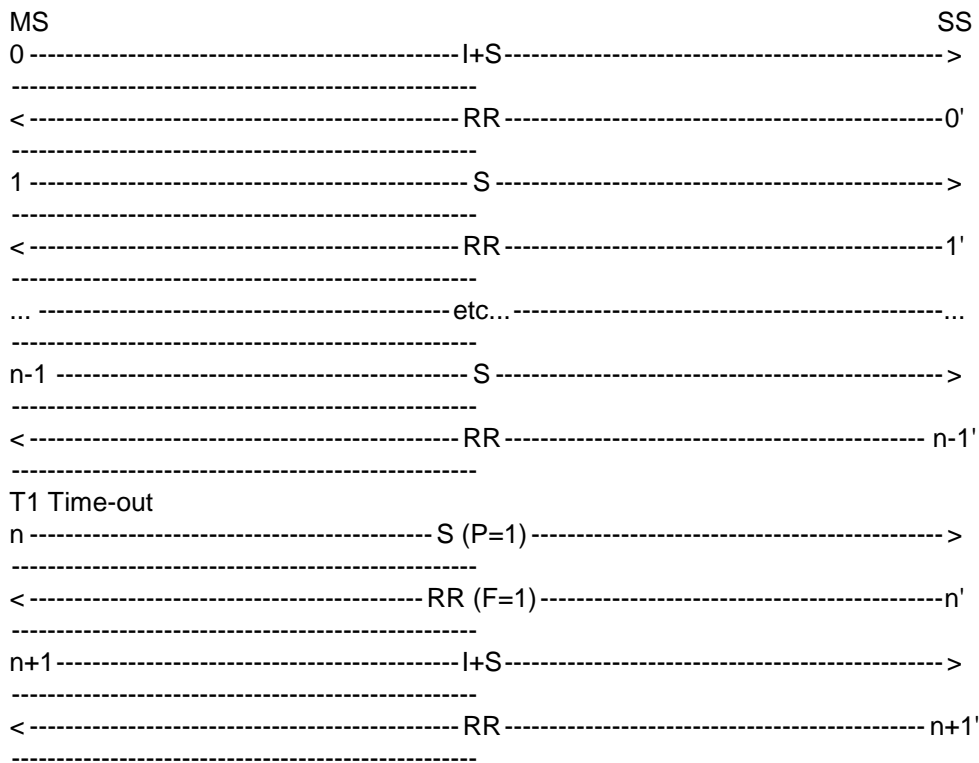 MS SS
0 ------------------------------------------------I+S------------------------------------------------- >
----------------------------------------------------
< ------------------------------------------------ RR-------------------------------------------------0'
----------------------------------------------------
1 ------------------------------------------------- S -------------------------------------------------- >
----------------------------------------------------
< ------------------------------------------------ RR-------------------------------------------------1'
----------------------------------------------------
... ----------------------------------------------etc...------------------------------------------------...
----------------------------------------------------
n-1 ---------------------------------------------- S -------------------------------------------------- >
----------------------------------------------------
< ------------------------------------------------ RR----------------------------------------------- n-1'
----------------------------------------------------
T1 Time-out
n --------------------------------------------- S (P=1) ---------------------------------------------- >
----------------------------------------------------
< -------------------------------------------- RR (F=1)---------------------------------------------n'
----------------------------------------------------
n+1---------------------------------------------I+S------------------------------------------------- >
----------------------------------------------------
< ------------------------------------------------ RR----------------------------------------------- n+1'
----------------------------------------------------